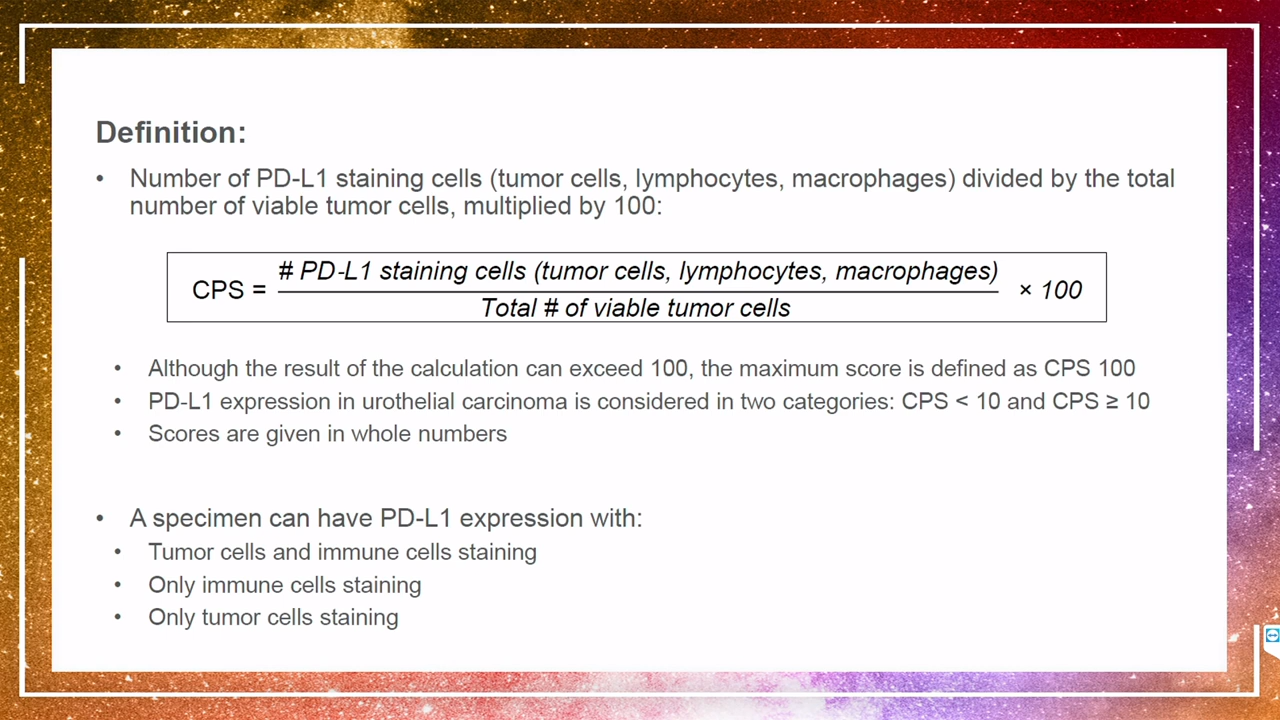 Definition:
• Number of PD-L1 staining cells (tumor cells, lymphocytes, macrophages) divided by the total
number of viable tumor cells, multiplied by 100:
CPS = # PD-L1 staining cells (tumor cells, lymphocytes, macrophages) × 100
Total # of viable tumor cells
• Although the result of the calculation can exceed 100, the maximum score is defined as CPS 100
• PD-L1 expression in urothelial carcinoma is considered in two categories: CPS < 10 and CPS ≥ 10
• Scores are given in whole numbers
• A specimen can have PD-L1 expression with:
• Tumor cells and immune cells staining
• Only immune cells staining
• Only tumor cells staining